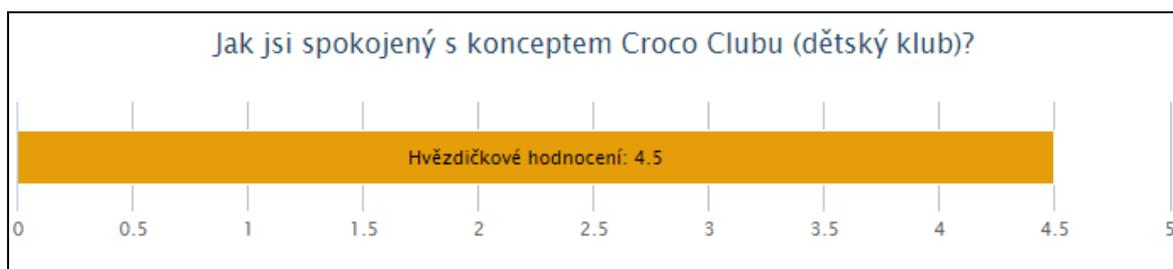 Jak jsi spokojený s konceptem Croco Clubu (dětský klub)?
Hvězdičkové hodnocení: 4.5
0 0.5 1 1.5 2 2.5 3 3.5 4 4.5 5